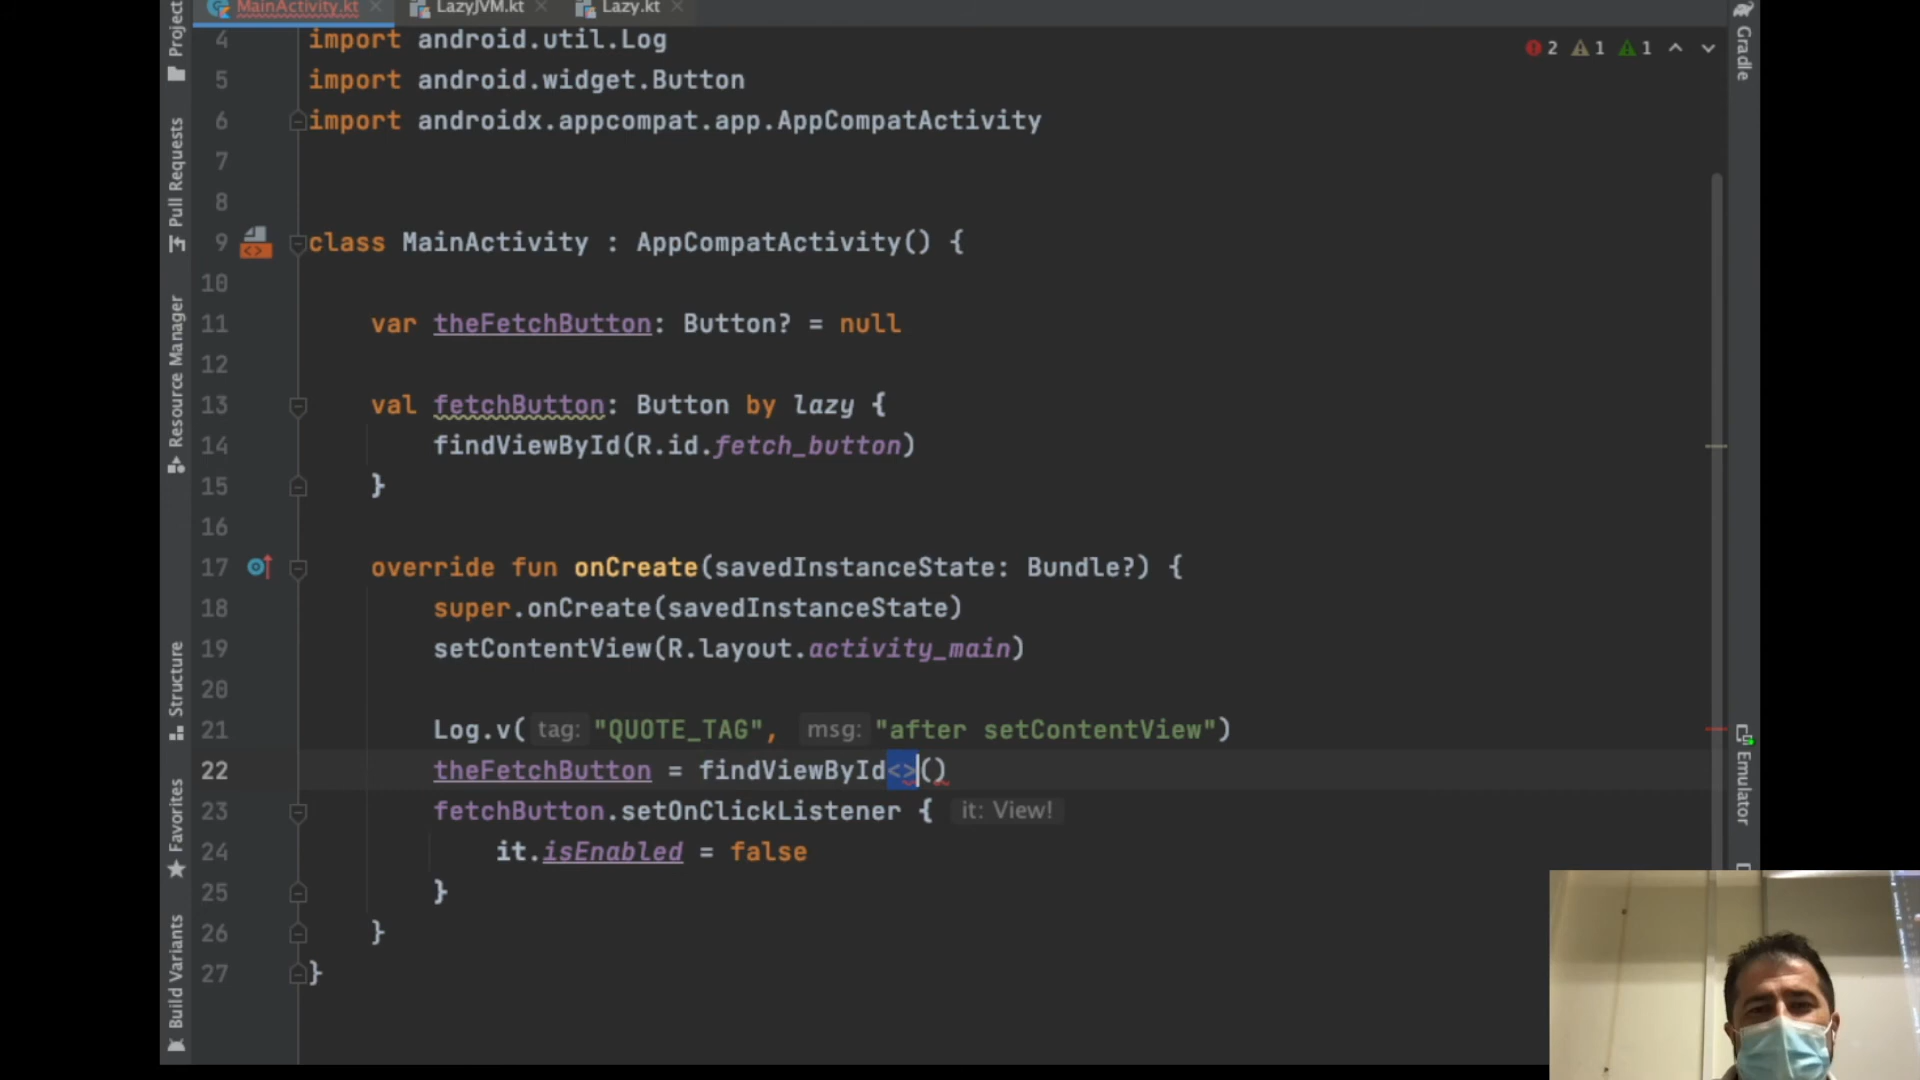 MainActivity.kt
LazyJVM.kt
Lazy.kt
Project
Pull Requests
Resource Manager
Structure
Favorites
Build Variants
Gradle
Emulator
2 1 1
4 import android.util.Log
5 import android.widget.Button
6 import androidx.appcompat.app.AppCompatActivity
7
8
9 class MainActivity : AppCompatActivity() {
10
11 var theFetchButton: Button? = null
12
13 val fetchButton: Button by lazy {
14 findViewById(R.id.fetch_button)
15 }
16
17 override fun onCreate(savedInstanceState: Bundle?) {
18 super.onCreate(savedInstanceState)
19 setContentView(R.layout.activity_main)
20
21 Log.v( tag: "QUOTE_TAG", msg: "after setContentView")
22 theFetchButton = findViewById<>()
23 fetchButton.setOnClickListener { it: View!
24 it.isEnabled = false
25 }
26 }
27 }